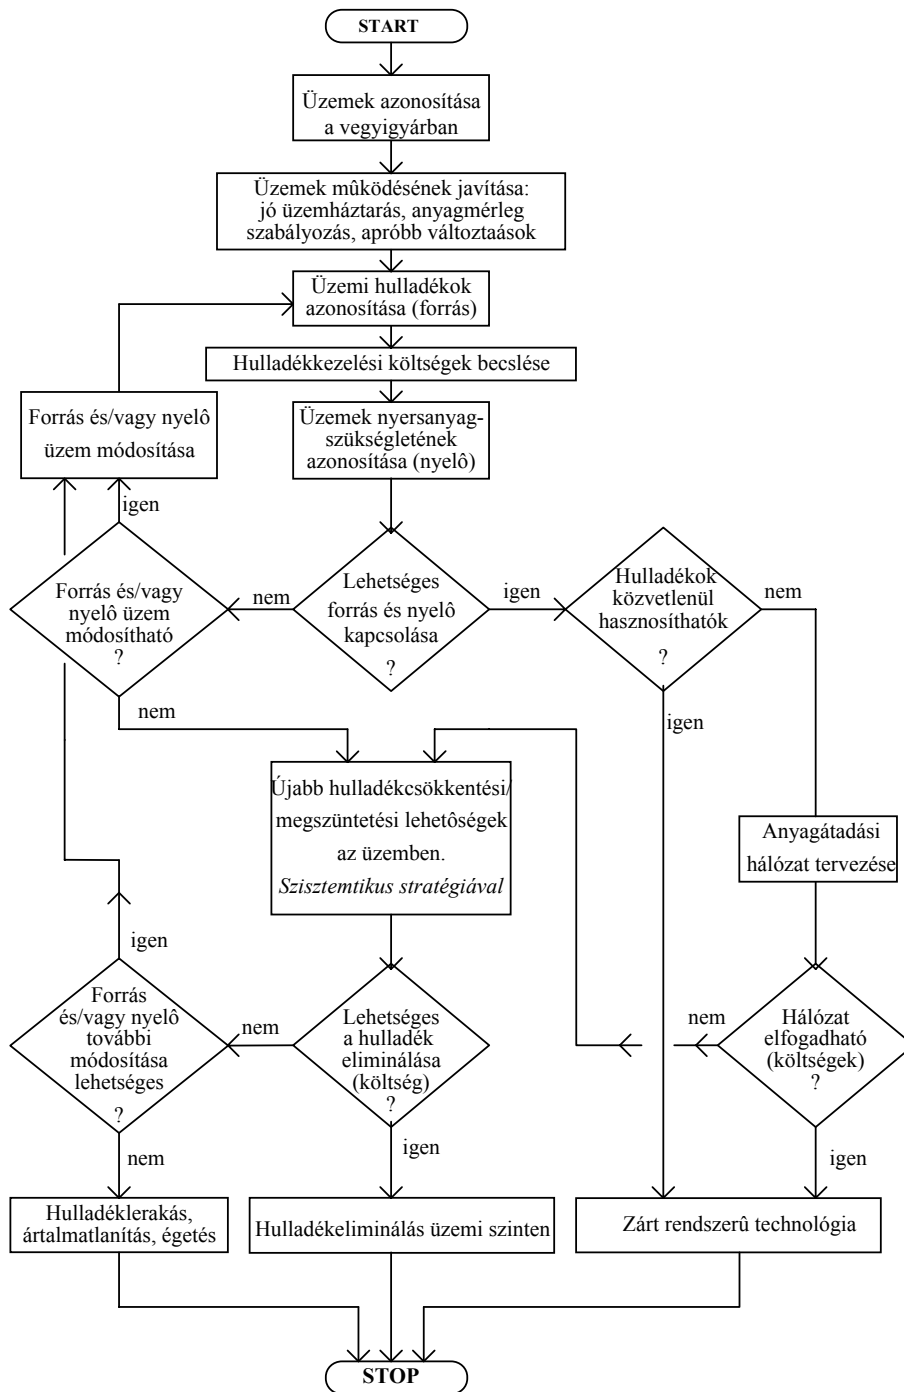 START
Üzemek azonosítása
a vegyigyárban
Üzemek mûködésének javítása:
jó üzemháztarás, anyagmérleg
szabályozás, apróbb változtaások
Üzemi hulladékok
azonosítása (forrás)
Hulladékkezelési költségek becslése
Forrás és/vagy nyelô
üzem módosítása
Üzemek nyersanyag-
szükségletének
azonosítása (nyelô)
igen
Forrás és/vagy
nyelô üzem
módosítható
?
nem
Lehetséges
forrás és nyelô
kapcsolása
?
igen
Hulladékok
közvetlenül
hasznosíthatók
?
nem
nem
igen
Újabb hulladékcsökkentési/
megszüntetési lehetôségek
az üzemben.
Szisztemtikus stratégiával
Anyagátadási
hálózat tervezése
igen
Forrás
és/vagy nyelô
további
módosítása
lehetséges
?
nem
Lehetséges
a hulladék
eliminálása
(költség)
?
nem
Hálózat
elfogadható
(költségek)
?
nem
igen
igen
Hulladéklerakás,
ártalmatlanítás, égetés
Hulladékeliminálás üzemi szinten
Zárt rendszerû technológia
STOP